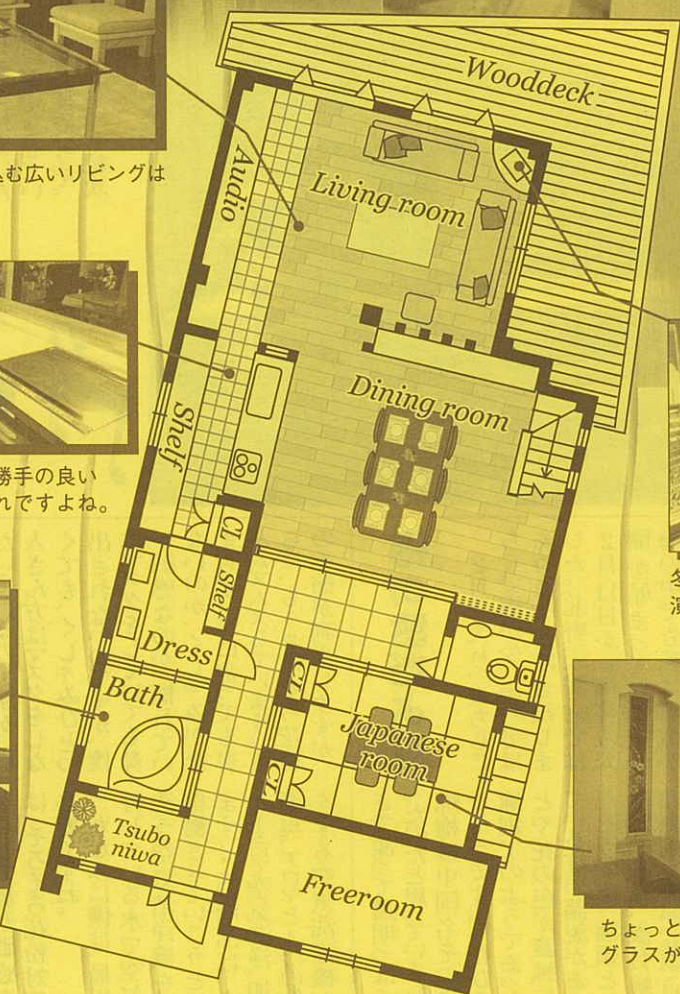 Wooddeck
込む広いリビングは
Audio
Living room
Dining room
Shelf
勝手の良い
れですよね。
CL
Shelf
Dress
Bath
CL
Japanese
room
CL
Tsubo
niwa
Freeroom
ちょっと
グラスが